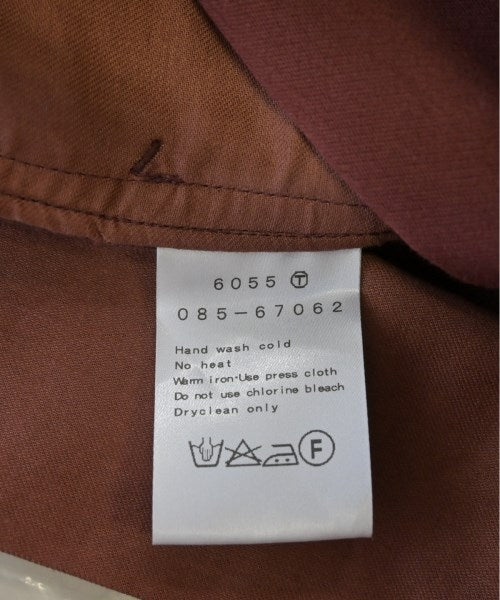 6055 Ⓣ
085-67062
Hand wash cold
No heat
Warm iron·Use press cloth
Do not use chlorine bleach
Dryclean only
F